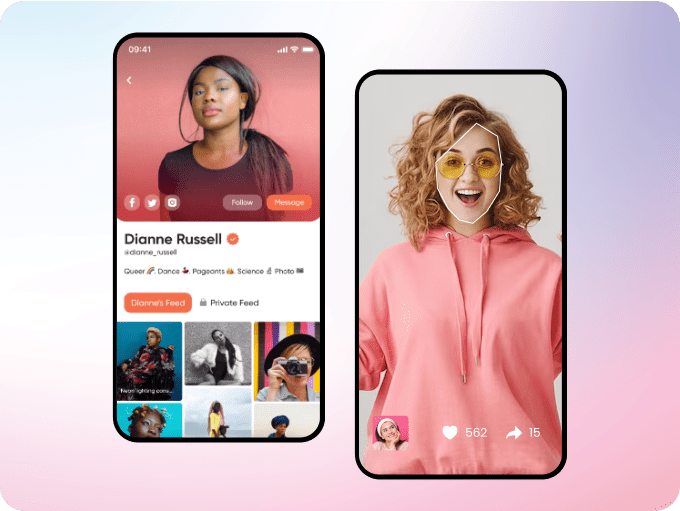 09:41
Follow
Message
Dianne Russell
@dianne_russell
Queer 🌈, Dance 💃, Pageants 👑, Science 🔬 Photo 📷
Dianne's Feed
Private Feed
Neon lighting conc...
562
15